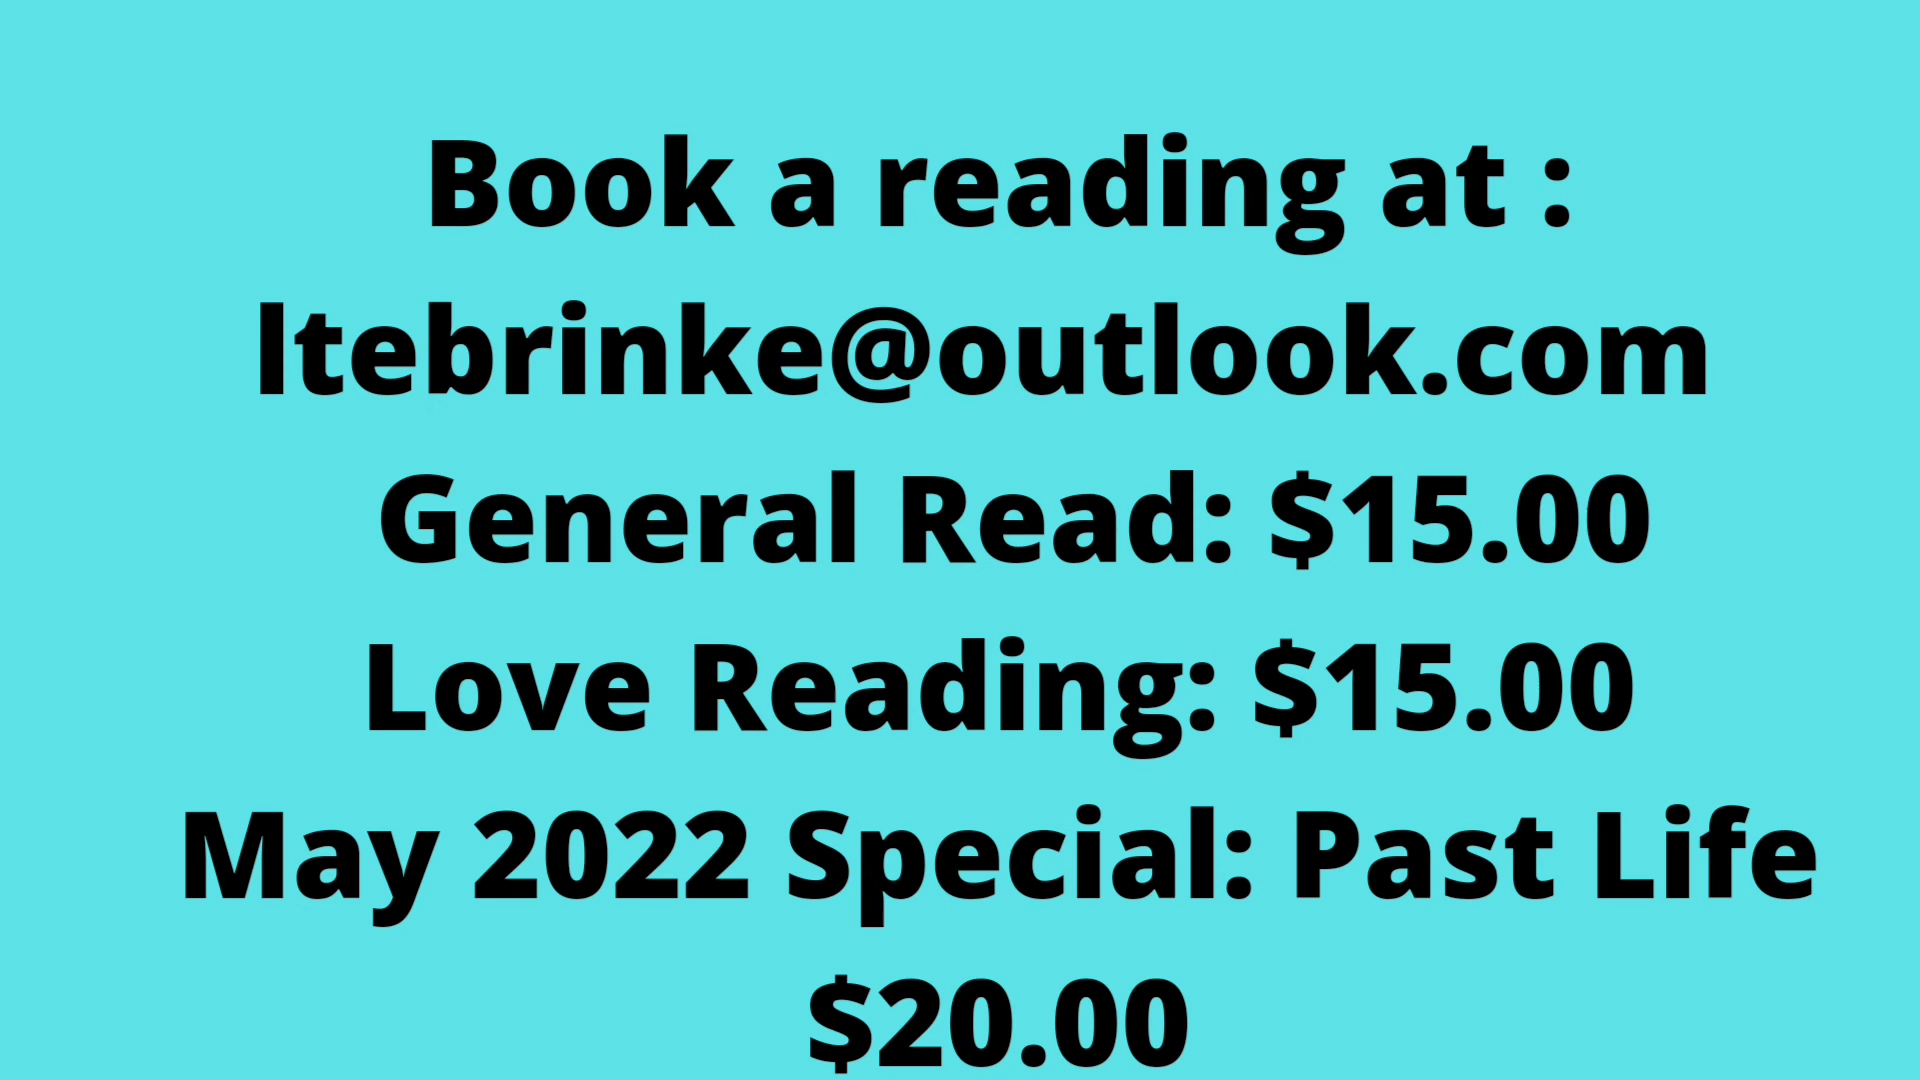 Book a reading at :
ltebrinke@outlook.com
General Read: $15.00
Love Reading: $15.00
May 2022 Special: Past Life
$20.00